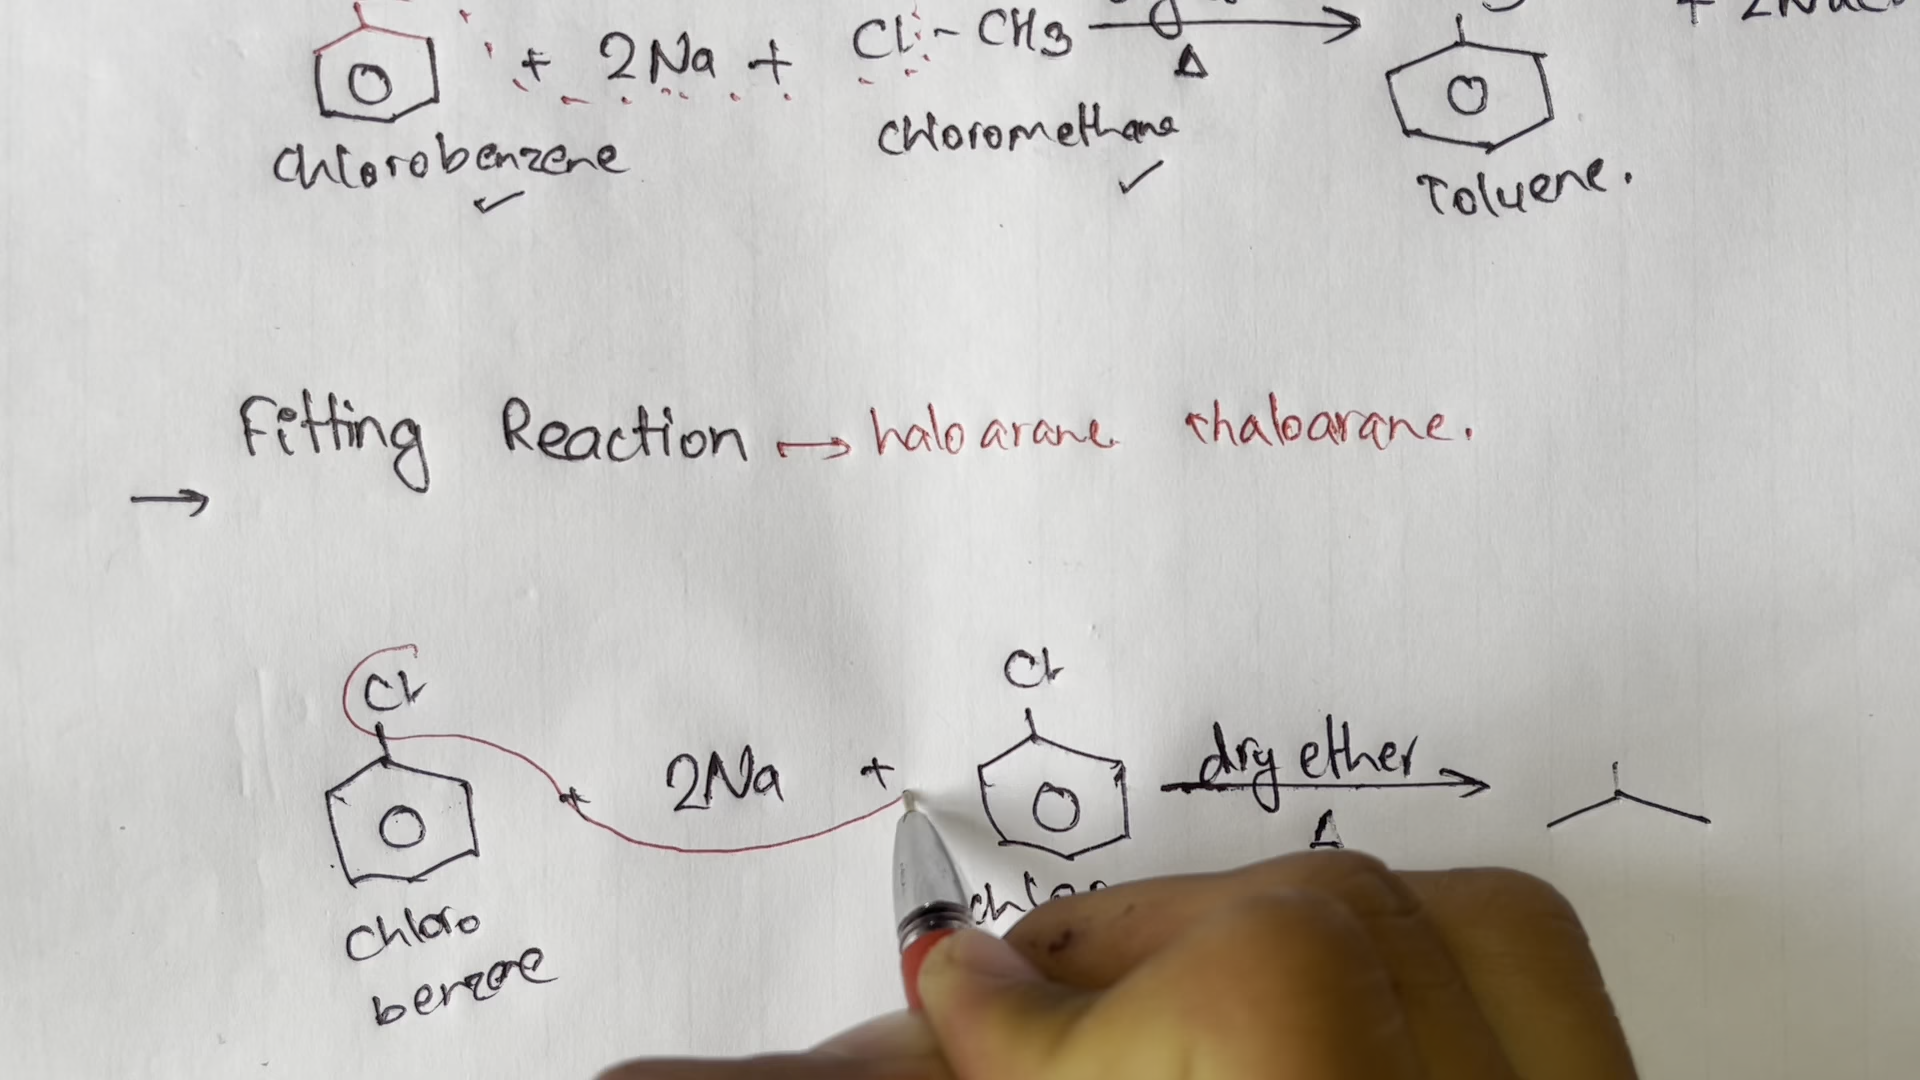 + 2Na + Cl - CH3
Δ
chlorobenzene
chloromethane
Toluene.
Fitting Reaction → haloarane + haloarane.
→
Cl
Cl
+ 2Na +
dry ether
Δ
chloro
benzene